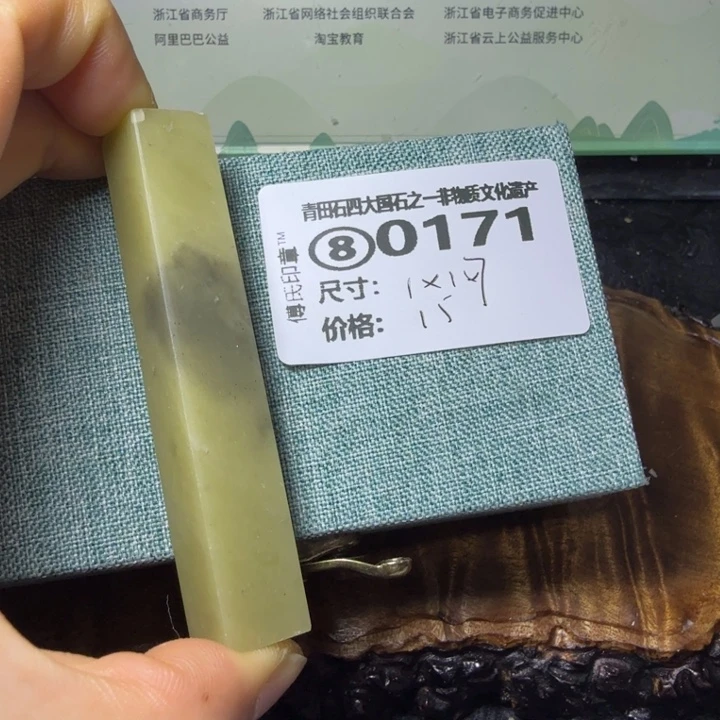 浙江省商务厅 浙江省网络社会组织联合会 浙江省电子商务促进中心
阿里巴巴公益 淘宝教育 浙江省云上公益服务中心
青田石四大图石之一非物质文化遗产
⑧0171
傅氏印章™
尺寸：
价格： 15